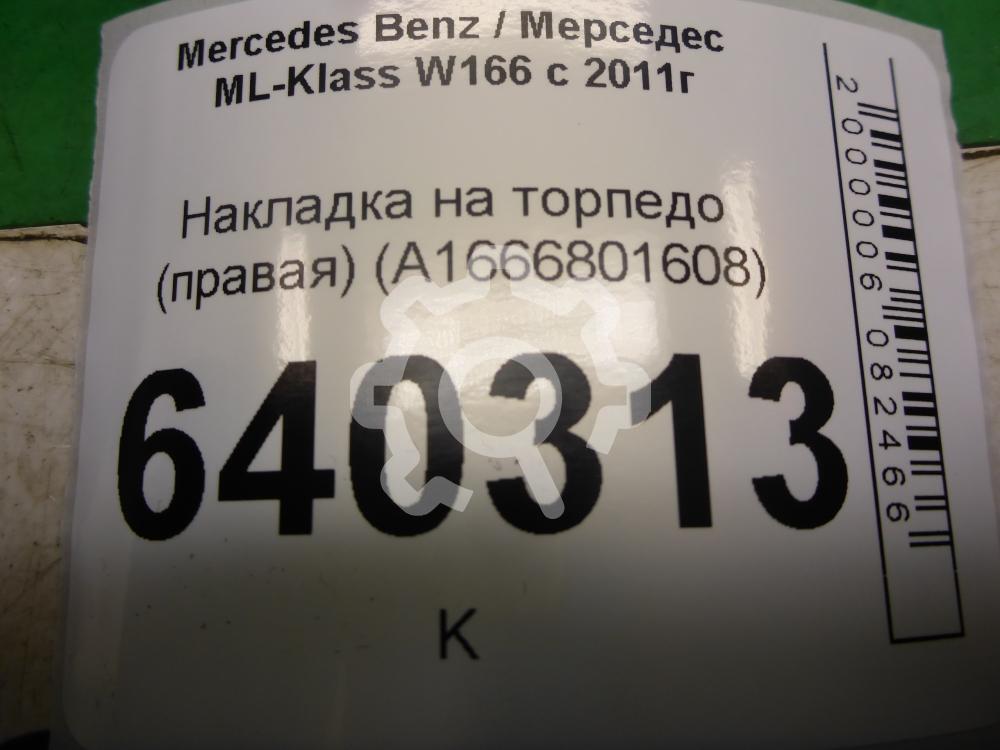 Mercedes Benz / Мерседес
ML-Klass W166 с 2011г
Накладка на торпедо
(правая) (A1666801608)
640313
K
2000006082466